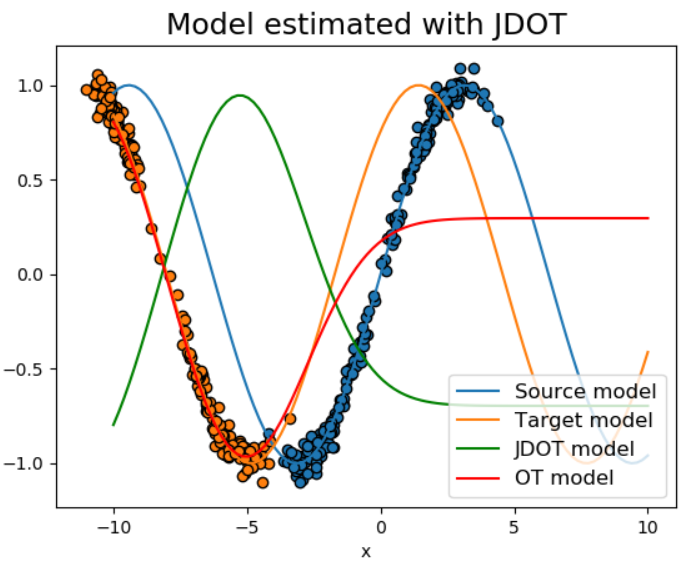 Model estimated with JDOT
1.0
0.5
0.0
−0.5
−1.0
Source model
Target model
JDOT model
OT model
−10
−5
0
5
10
x